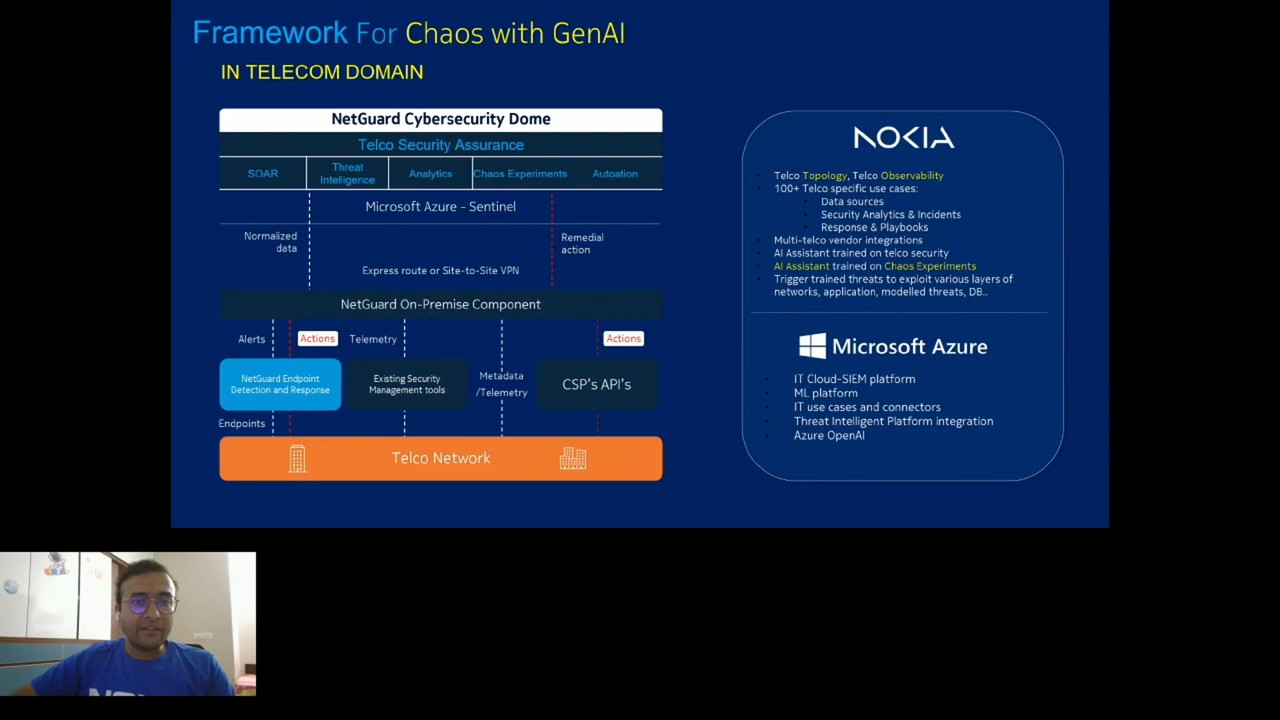 Framework For Chaos with GenAI
IN TELECOM DOMAIN
NetGuard Cybersecurity Dome
Telco Security Assurance
SOAR
Threat
Intelligence
Analytics
Chaos Experiments
Autoation
Microsoft Azure - Sentinel
Normalized
data
Remedial
action
Express route or Site-to-Site VPN
NetGuard On-Premise Component
Alerts
Actions
Telemetry
Actions
NetGuard Endpoint
Detection and Response
Existing Security
Management tools
Metadata
/Telemetry
CSP's API's
Endpoints
Telco Network
NOKIA
Telco Topology, Telco Observability
100+ Telco specific use cases:
Data sources
Security Analytics & Incidents
Response & Playbooks
Multi-telco vendor integrations
AI Assistant trained on telco security
AI Assistant trained on Chaos Experiments
Trigger trained threats to exploit various layers of
networks, application, modelled threats, DB..
Microsoft Azure
IT Cloud-SIEM platform
ML platform
IT use cases and connectors
Threat Intelligent Platform integration
Azure OpenAI